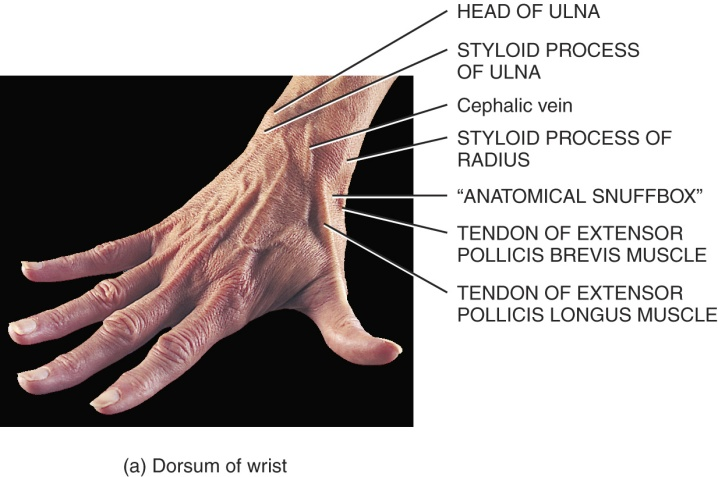 HEAD OF ULNA
STYLOID PROCESS
OF ULNA
Cephalic vein
STYLOID PROCESS OF
RADIUS
“ANATOMICAL SNUFFBOX”
TENDON OF EXTENSOR
POLLICIS BREVIS MUSCLE
TENDON OF EXTENSOR
POLLICIS LONGUS MUSCLE
(a) Dorsum of wrist